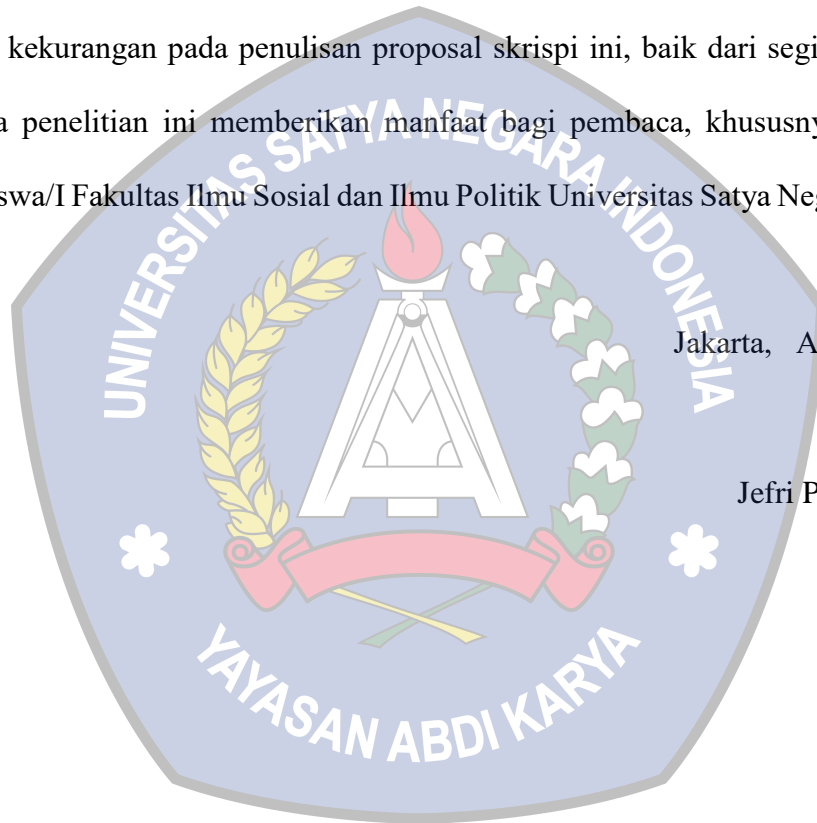 kekurangan pada penulisan proposal skrispi ini, baik dari segi
penelitian ini memberikan manfaat bagi pembaca, khususny
swa/I Fakultas Ilmu Sosial dan Ilmu Politik Universitas Satya Neg
Jakarta, A
Jefri P
UNIVERSITAS SATYA NEGARA INDONESIA
YAYASAN ABDI KARYA